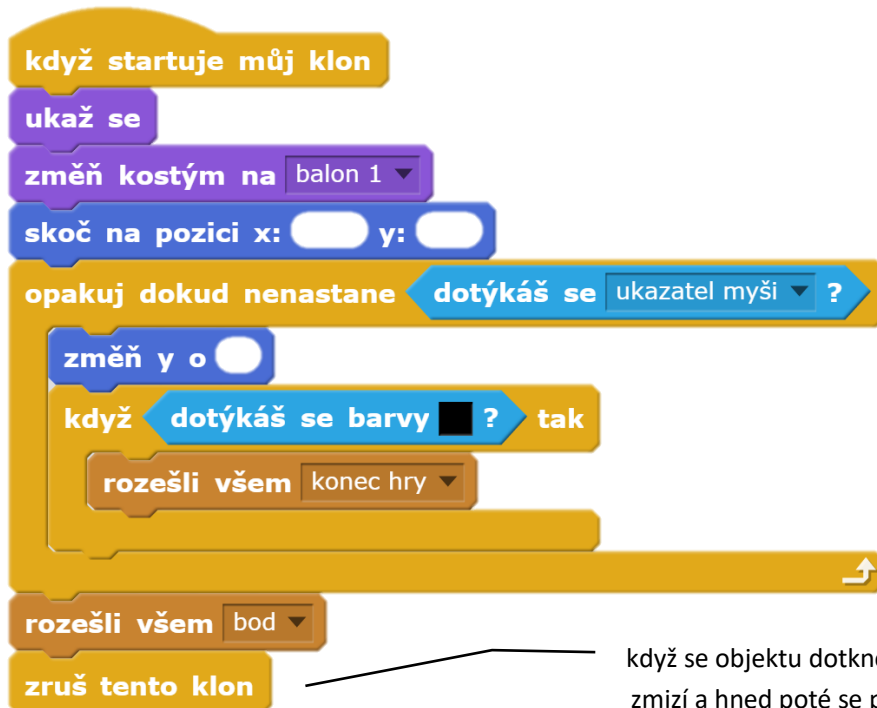 když startuje můj klon
ukaž se
změň kostým na balon 1
skoč na pozici x: y:
opakuj dokud nenastane dotýkáš se ukazatel myši ?
změň y o
když dotýkáš se barvy ? tak
rozešli všem konec hry
rozešli všem bod
když se objektu
zruš tento klon
zmizí a hned poté se